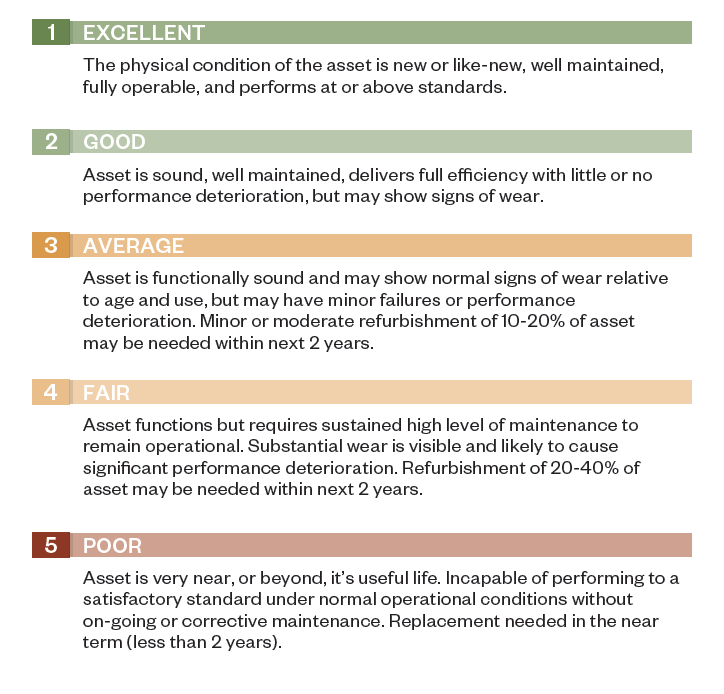 1 EXCELLENT
The physical condition of the asset is new or like-new, well maintained,
fully operable, and performs at or above standards.
2 GOOD
Asset is sound, well maintained, delivers full efficiency with little or no
performance deterioration, but may show signs of wear.
3 AVERAGE
Asset is functionally sound and may show normal signs of wear relative
to age and use, but may have minor failures or performance
deterioration. Minor or moderate refurbishment of 10-20% of asset
may be needed within next 2 years.
4 FAIR
Asset functions but requires sustained high level of maintenance to
remain operational. Substantial wear is visible and likely to cause
significant performance deterioration. Refurbishment of 20-40% of
asset may be needed within next 2 years.
5 POOR
Asset is very near, or beyond, it’s useful life. Incapable of performing to a
satisfactory standard under normal operational conditions without
on-going or corrective maintenance. Replacement needed in the near
term (less than 2 years).